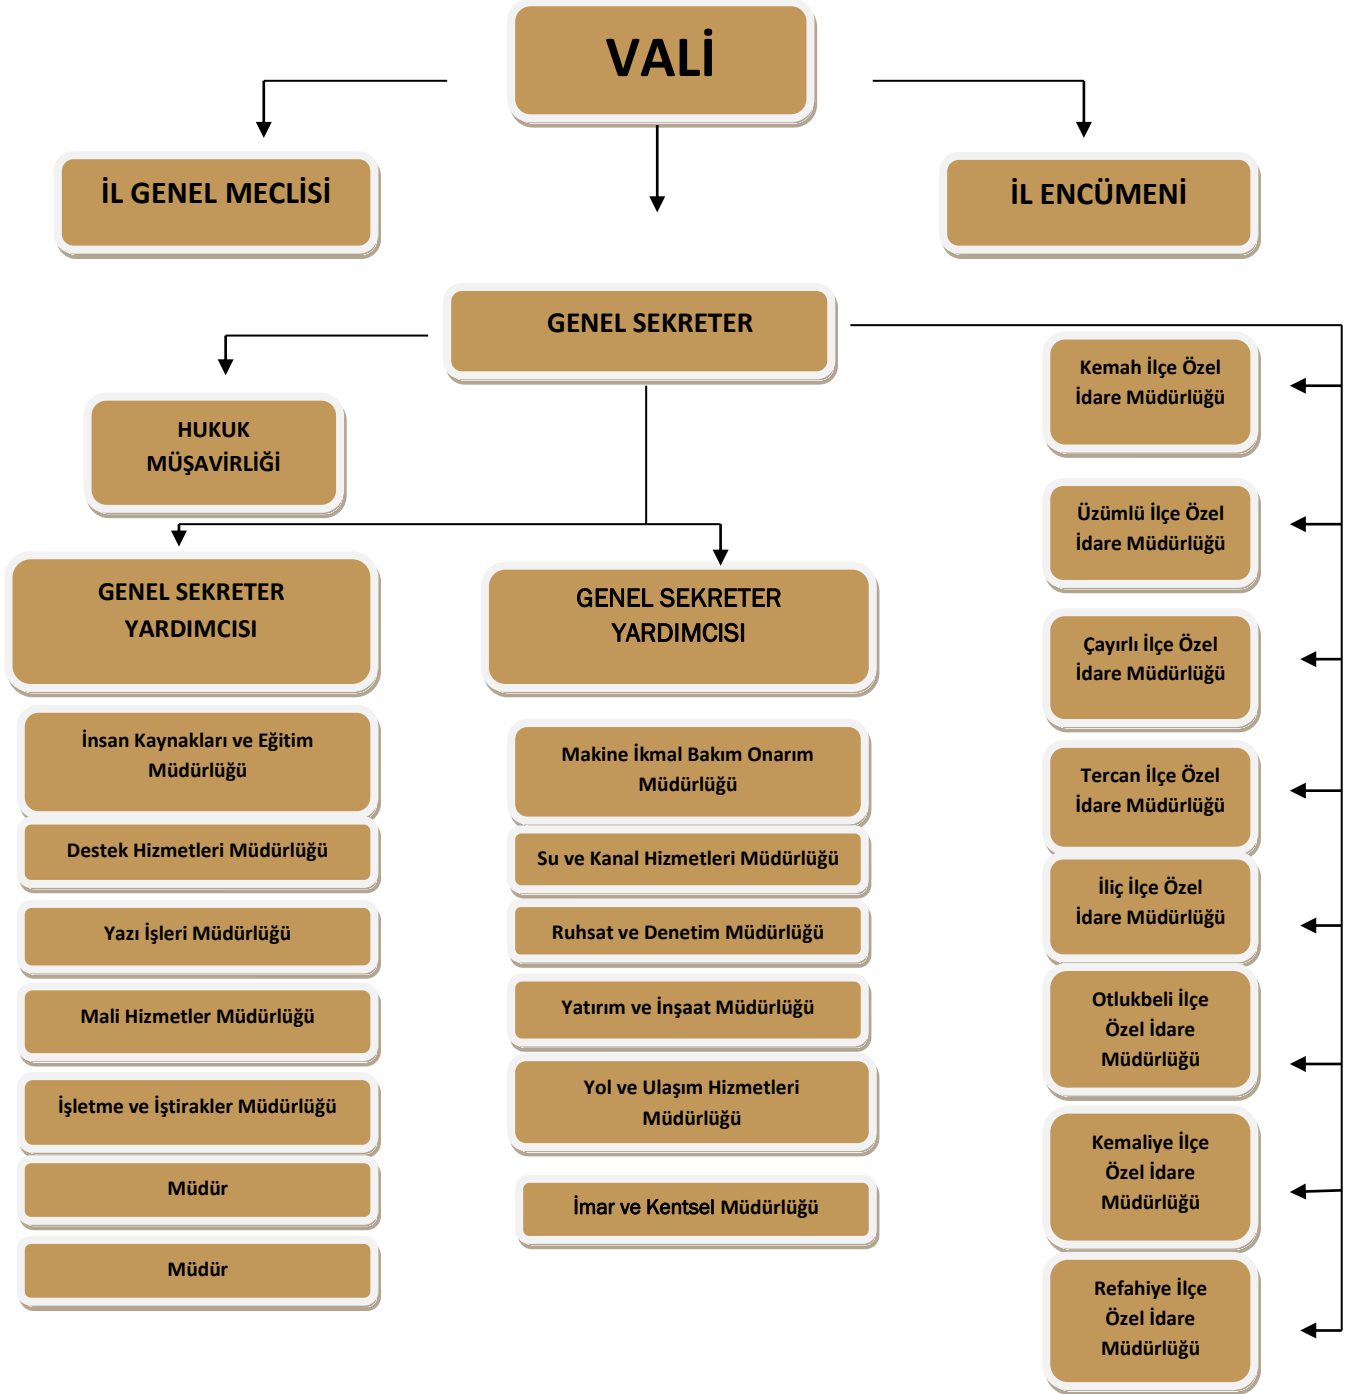 VALİ
İL GENEL MECLİSİ
İL ENCÜMENİ
GENEL SEKRETER
HUKUK
MÜŞAVİRLİĞİ
GENEL SEKRETER
YARDIMCISI
İnsan Kaynakları ve Eğitim
Müdürlüğü
Destek Hizmetleri Müdürlüğü
Yazı İşleri Müdürlüğü
Mali Hizmetler Müdürlüğü
İşletme ve İştirakler Müdürlüğü
Müdür
Müdür
GENEL SEKRETER
YARDIMCISI
Makine İkmal Bakım Onarım
Müdürlüğü
Su ve Kanal Hizmetleri Müdürlüğü
Ruhsat ve Denetim Müdürlüğü
Yatırım ve İnşaat Müdürlüğü
Yol ve Ulaşım Hizmetleri
Müdürlüğü
İmar ve Kentsel Müdürlüğü
Kemah İlçe Özel
İdare Müdürlüğü
Üzümlü İlçe Özel
İdare Müdürlüğü
Çayırlı İlçe Özel
İdare Müdürlüğü
Tercan İlçe Özel
İdare Müdürlüğü
İliç İlçe Özel
İdare Müdürlüğü
Otlukbeli İlçe
Özel İdare
Müdürlüğü
Kemaliye İlçe
Özel İdare
Müdürlüğü
Refahiye İlçe
Özel İdare
Müdürlüğü